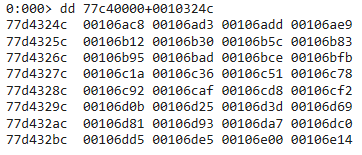 0:000> dd 77c40000+0010324c
77d4324c  00106ac8 00106ad3 00106add 00106ae9
77d4325c  00106b12 00106b30 00106b5c 00106b83
77d4326c  00106b95 00106bad 00106bce 00106bfb
77d4327c  00106c1a 00106c36 00106c51 00106c78
77d4328c  00106c92 00106caf 00106cd8 00106cf2
77d4329c  00106d0b 00106d25 00106d3d 00106d69
77d432ac  00106d81 00106d93 00106da7 00106dc0
77d432bc  00106dd5 00106de5 00106e00 00106e14